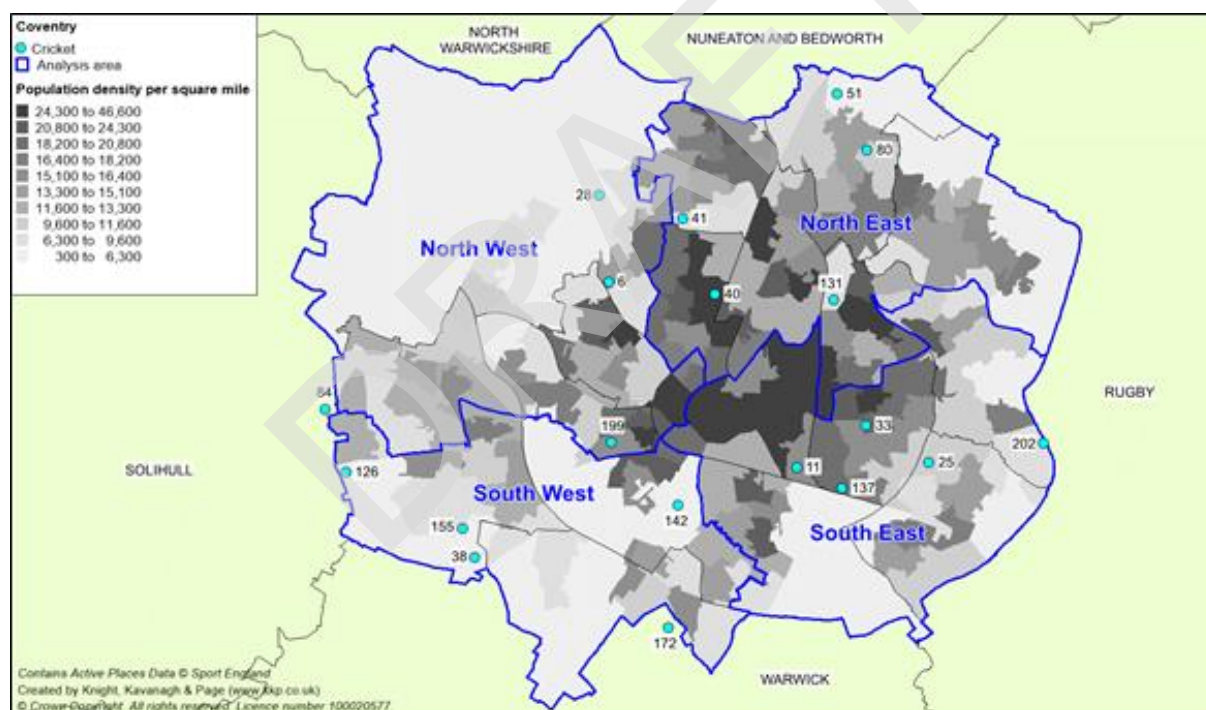 Coventry
Cricket
Analysis area
Population density per square mile
24,300 to 46,600
20,800 to 24,300
18,200 to 20,800
16,400 to 18,200
15,100 to 16,400
13,300 to 15,100
11,600 to 13,300
9,600 to 11,600
6,300 to 9,600
300 to 6,300
NORTH
WARWICKSHIRE
NUNEATON AND BEDWORTH
51
80
28
41
North East
North West
6
40
131
RUGBY
84
199
33
202
SOLIHULL
126
11
25
South West
137
142
South East
155
38
172
WARWICK
DRAFT
Contains Active Places Data © Sport England
Created by Knight, Kavanagh & Page (www.kkp.co.uk)
© Crown Copyright. All rights reserved. Licence number 100020577.